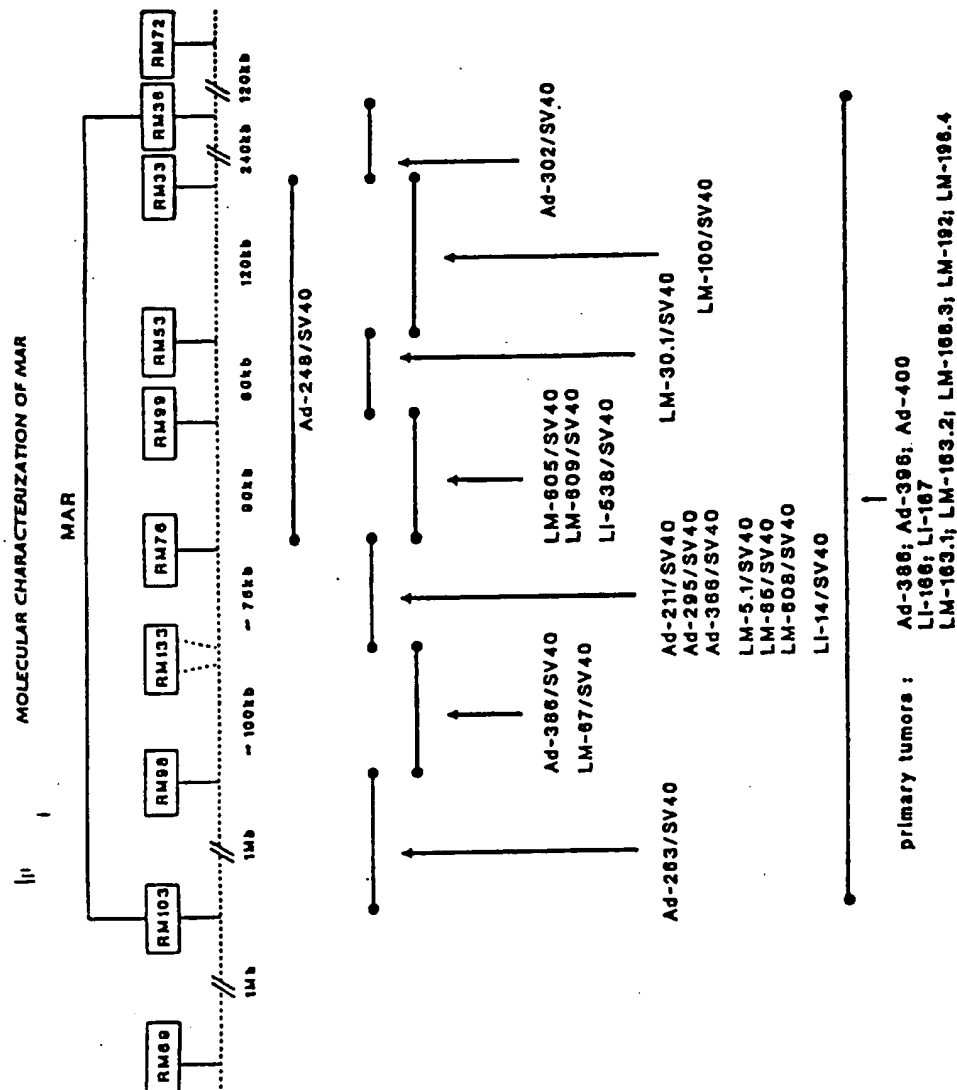 MOLECULAR CHARACTERIZATION OF MAR
MAR
RM69
RM103
RM98
RM133
RM76
RM99
RM53
RM33
RM36
RM72
1Mb
1Mb
~100kb
~75kb
90kb
60kb
120kb
240kb
120kb
Ad-248/SV40
Ad-263/SV40
Ad-386/SV40
LM-67/SV40
Ad-211/SV40
Ad-295/SV40
Ad-366/SV40
LM-5.1/SV40
LM-65/SV40
LM-608/SV40
LI-14/SV40
LM-605/SV40
LM-609/SV40
LI-538/SV40
LM-30.1/SV40
LM-100/SV40
Ad-302/SV40
primary tumors :
Ad-386; Ad-396; Ad-400
LI-166; LI-167
LM-163.1; LM-163.2; LM-168.3; LM-192; LM-196.4